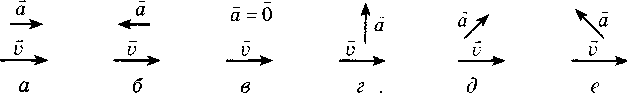 a⃗ a⃗ a⃗ = 0⃗ a⃗ a⃗ a⃗
v⃗ v⃗ v⃗ v⃗ v⃗ v⃗
а б в г . д е